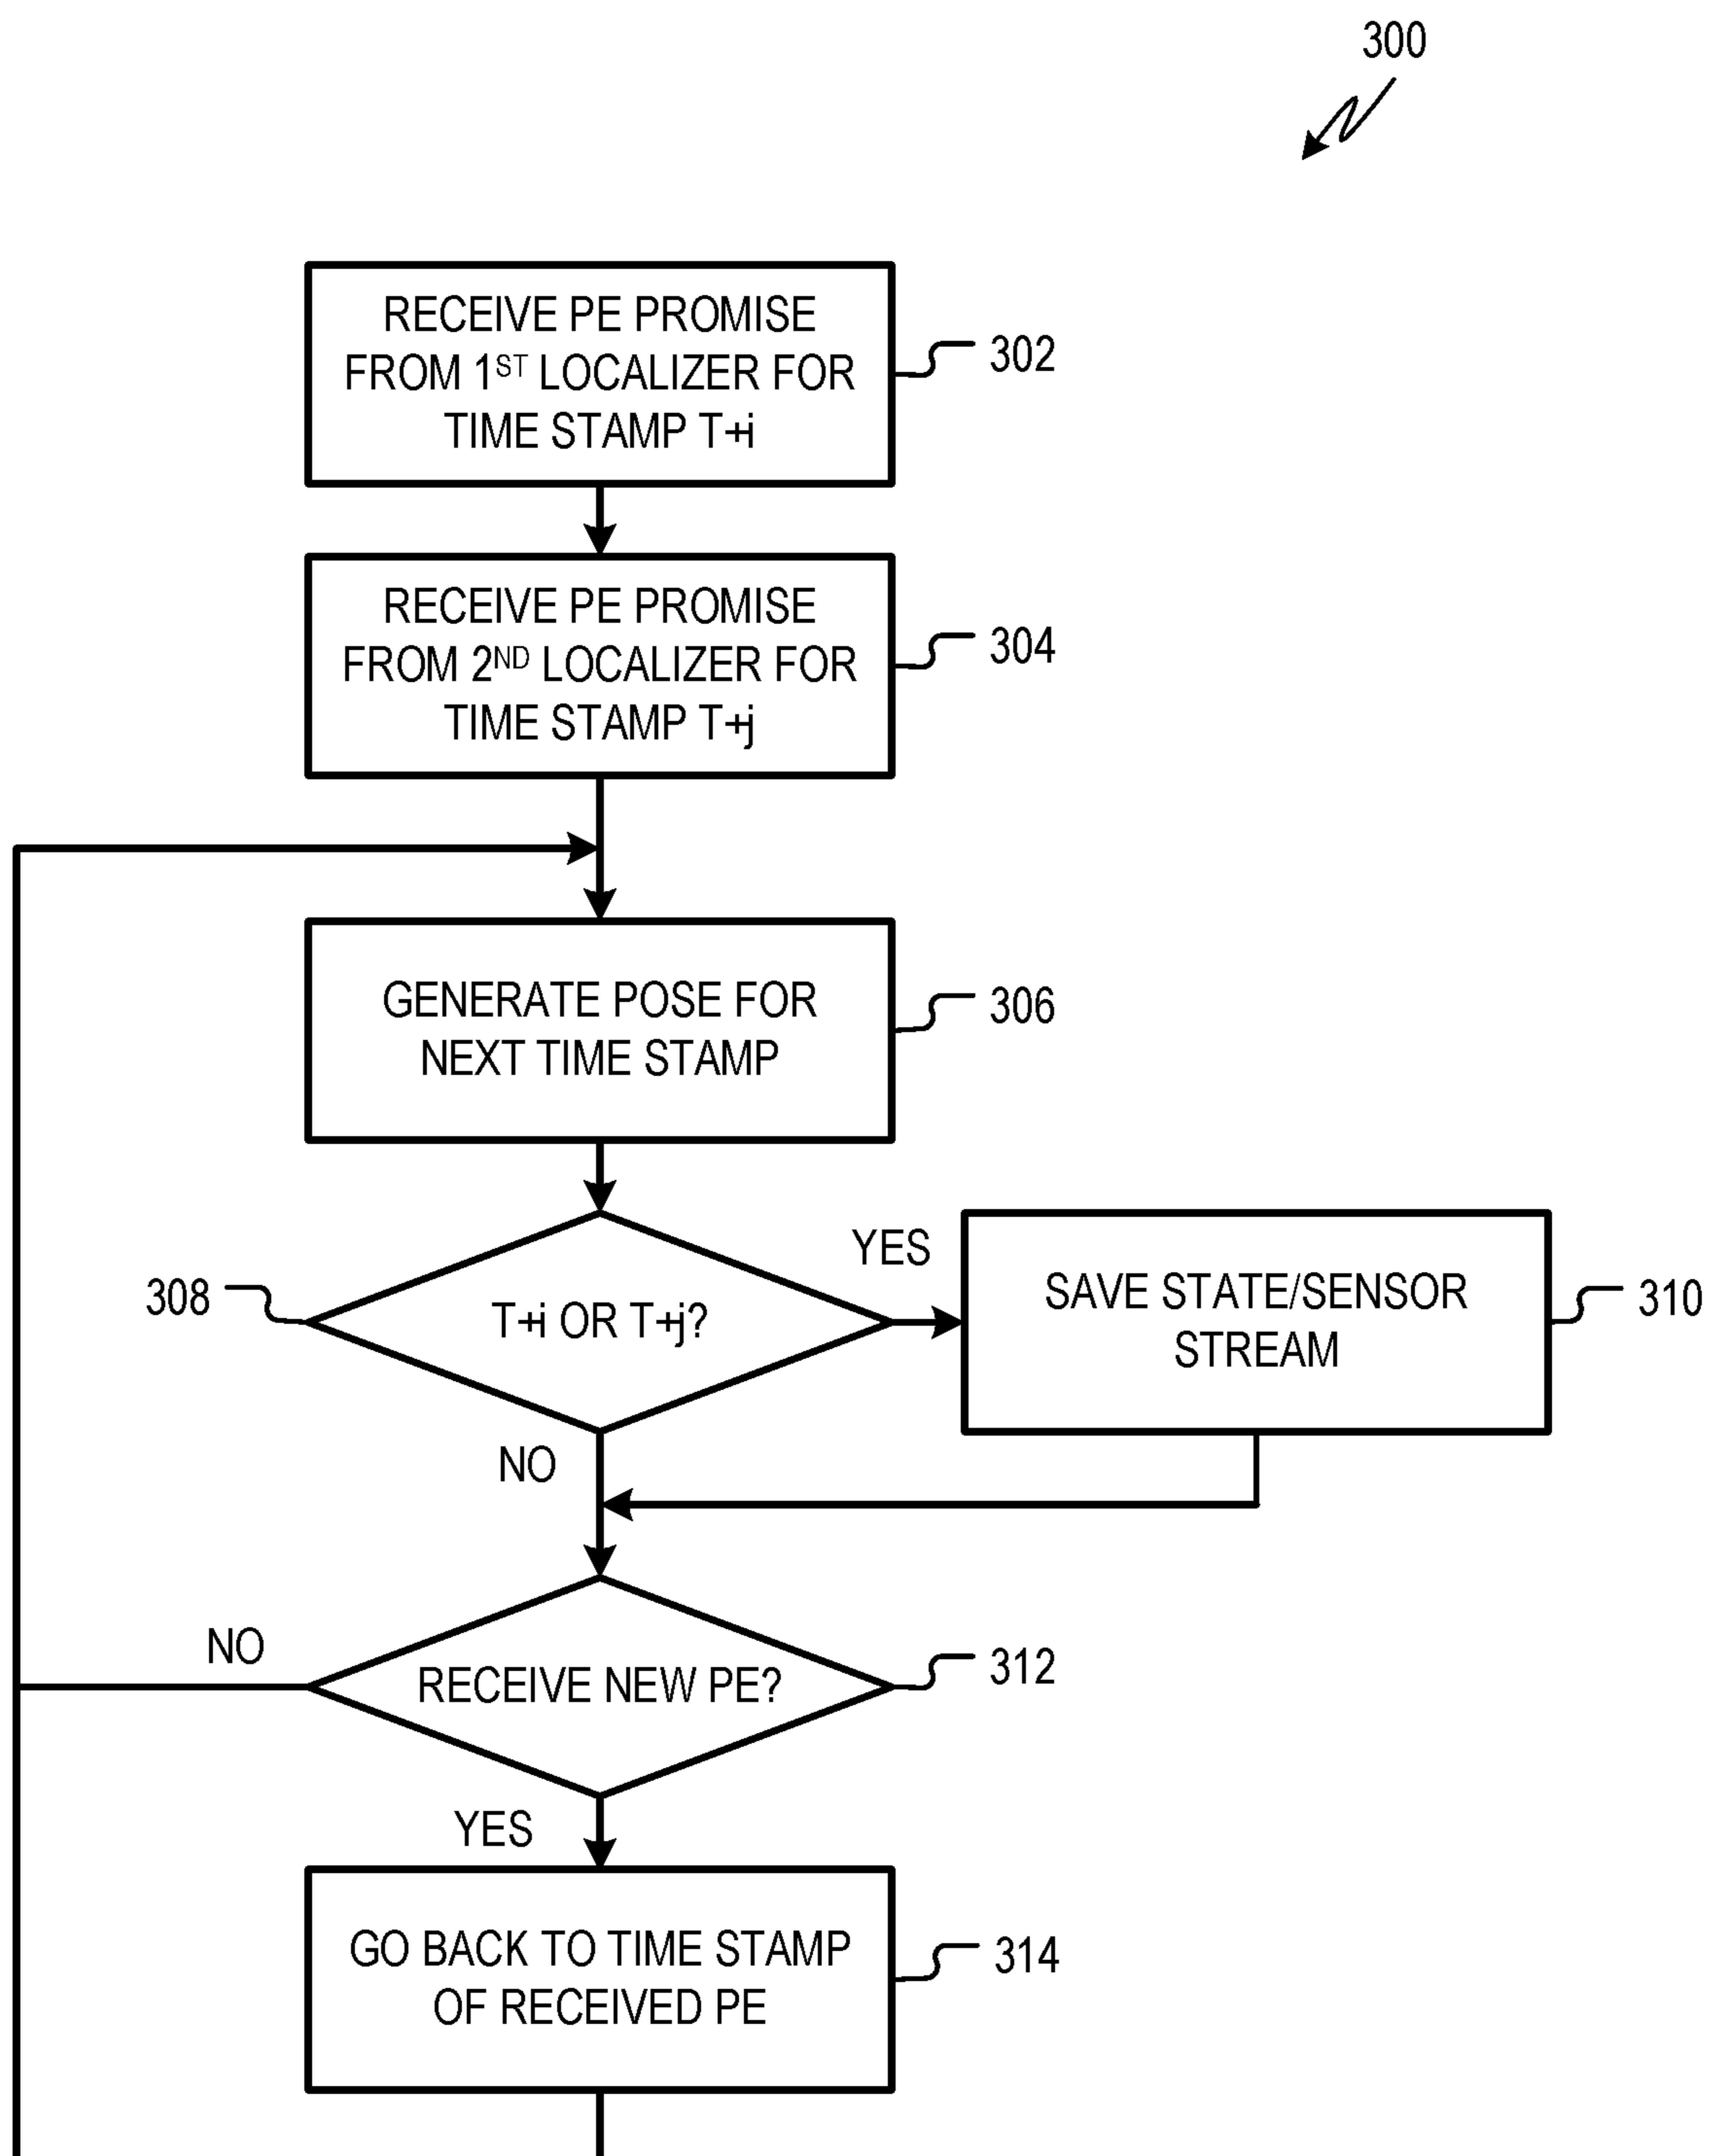 300
RECEIVE PE PROMISE
FROM 1ST LOCALIZER FOR
TIME STAMP T+i
302
RECEIVE PE PROMISE
FROM 2ND LOCALIZER FOR
TIME STAMP T+j
304
GENERATE POSE FOR
NEXT TIME STAMP
306
308
T+i OR T+j?
YES
SAVE STATE/SENSOR
STREAM
310
NO
NO
RECEIVE NEW PE?
312
YES
GO BACK TO TIME STAMP
OF RECEIVED PE
314